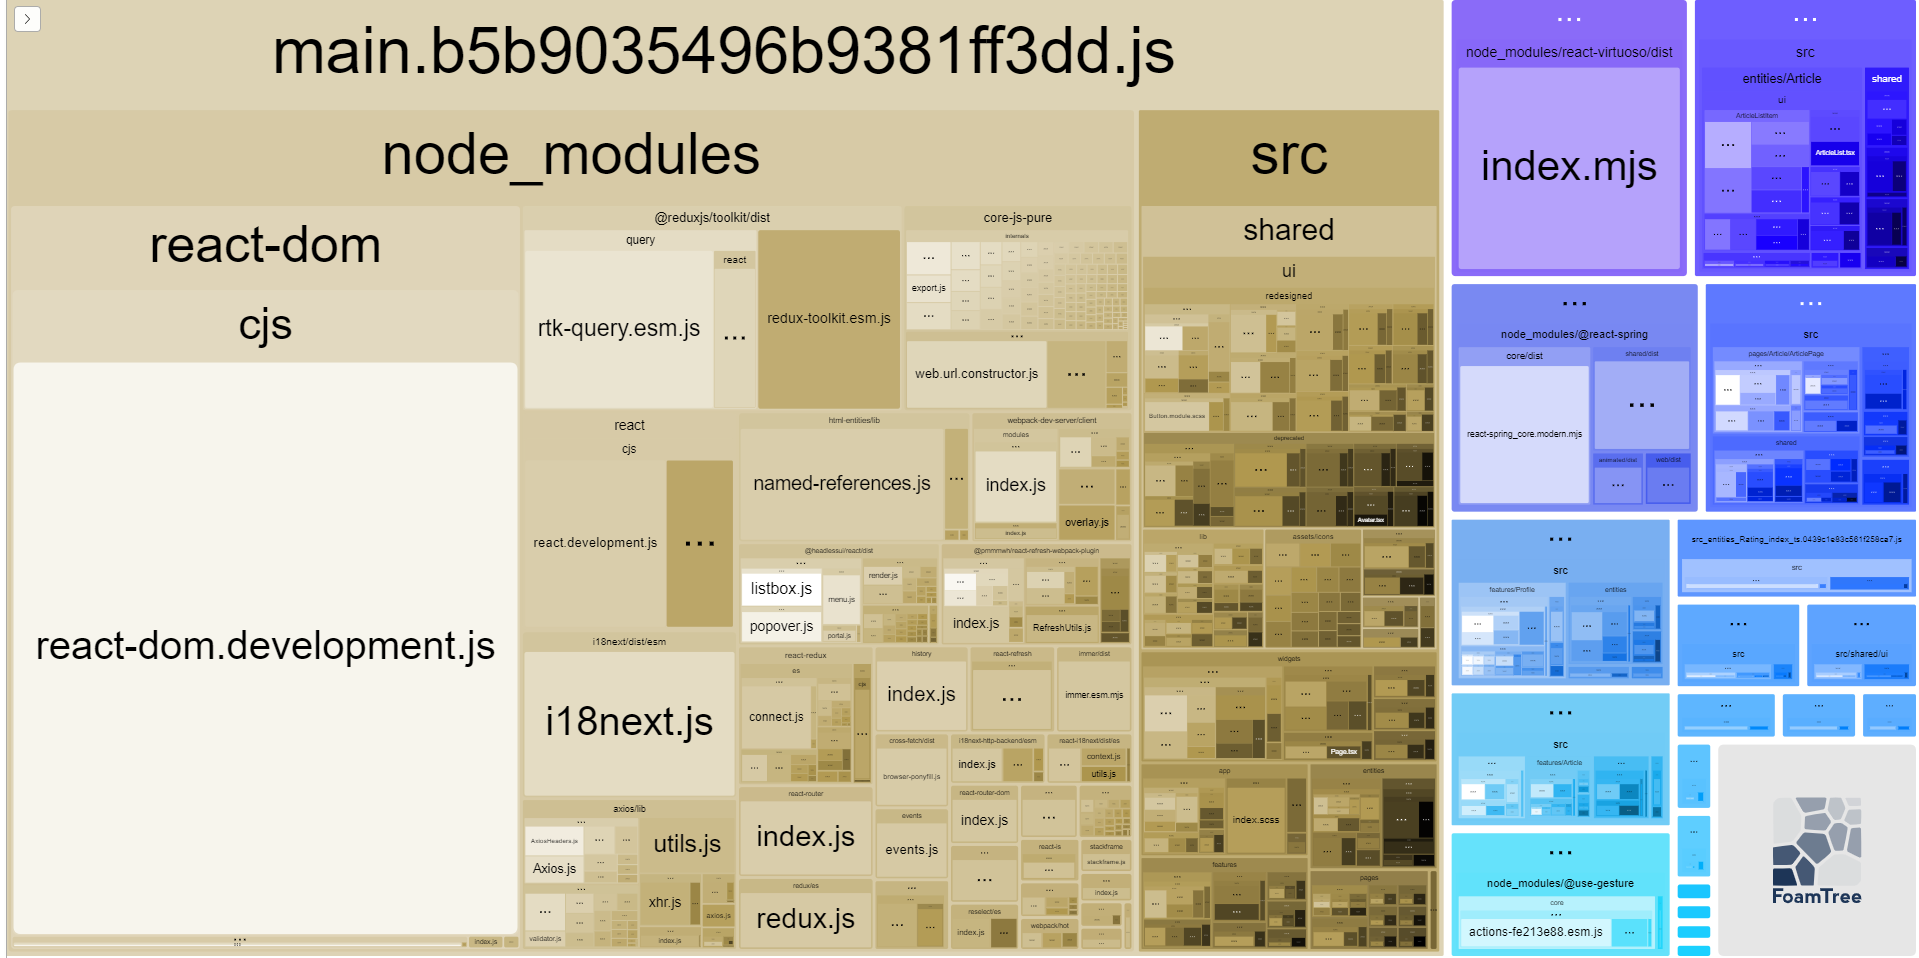 main.b5b9035496b9381ff3dd.js
node_modules
src
react-dom
cjs
react-dom.development.js
index.js
@reduxjs/toolkit/dist
query
react
rtk-query.esm.js
...
redux-toolkit.esm.js
core-js-pure
internals
export.js
web.url.constructor.js
...
react
cjs
react.development.js
...
html-entities/lib
named-references.js
...
webpack-dev-server/client
modules
index.js
overlay.js
index.js
@headlessui/react/dist
listbox.js
popover.js
menu.js
portal.js
render.js
@pmmmwh/react-refresh-webpack-plugin
index.js
RefreshUtils.js
i18next/dist/esm
i18next.js
react-redux
es
cjs
connect.js
history
index.js
react-refresh
...
immer/dist
immer.esm.mjs
cross-fetch/dist
browser-ponyfill.js
i18next-http-backend/esm
index.js
react-i18next/dist/es
context.js
utils.js
axios/lib
AxiosHeaders.js
Axios.js
utils.js
xhr.js
axios.js
validator.js
index.js
react-router
index.js
events
events.js
react-router-dom
index.js
react-is
stackframe
stackframe.js
index.js
redux/es
redux.js
reselect/es
index.js
webpack/hot
shared
ui
redesigned
Button.module.scss
deprecated
Avatar.tsx
lib
assets/icons
widgets
Page.tsx
app
index.scss
entities
features
pages
...
node_modules/react-virtuoso/dist
index.mjs
...
src
entities/Article
ui
ArticleListItem
ArticleList.tsx
shared
...
node_modules/@react-spring
core/dist
react-spring_core.modern.mjs
shared/dist
...
animated/dist
web/dist
...
src
pages/Article/ArticlePage
shared
...
src
features/Profile
entities
src_entities_Rating_index_ts.0439c1e83c561f258ca7.js
src
...
src
...
src/shared/ui
...
src
features/Article
...
node_modules/@use-gesture
core
...
actions-fe213e88.esm.js
...
FoamTree